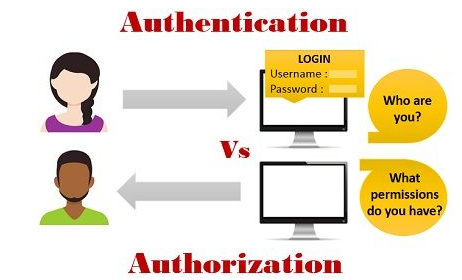 Authentication
LOGIN
Username :
Password :
Who are
you?
Vs
What
permissions
do you have?
Authorization